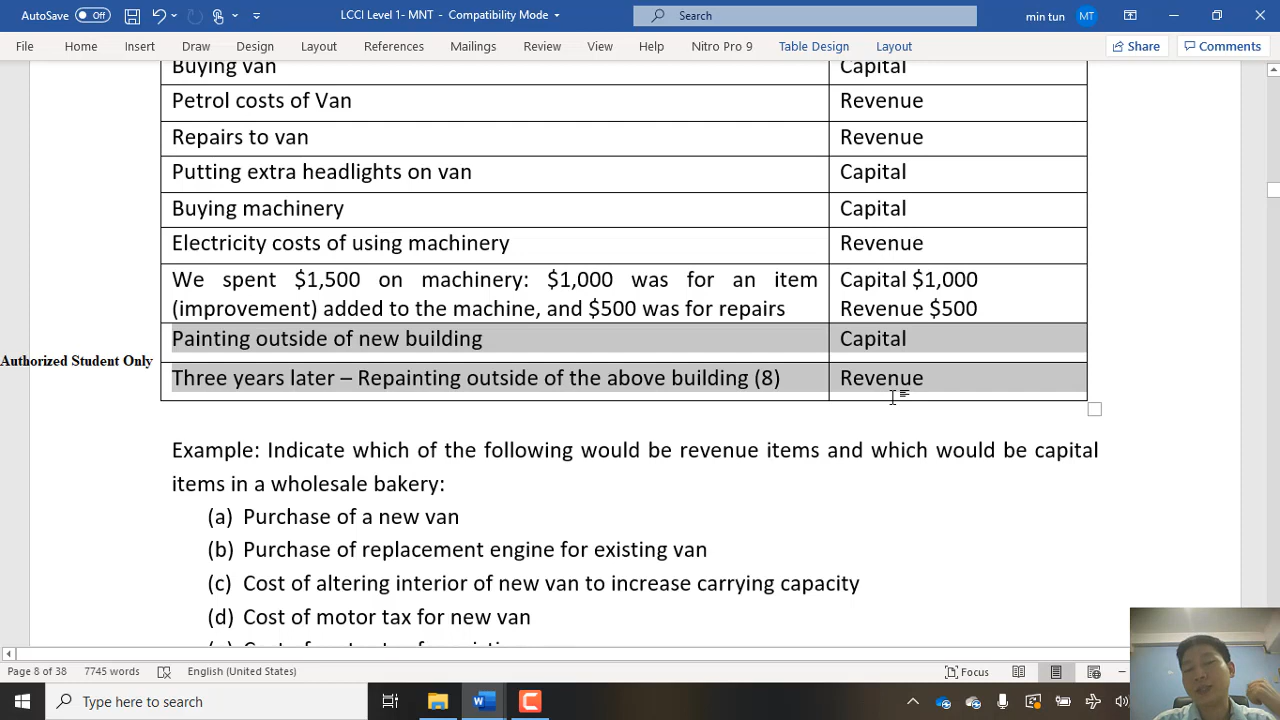 AutoSave Off LCCI Level 1- MNT - Compatibility Mode Search min tun MT
File Home Insert Draw Design Layout References Mailings Review View Help Nitro Pro 9 Table Design Layout Share Comments
Buying van Capital
Petrol costs of Van Revenue
Repairs to van Revenue
Putting extra headlights on van Capital
Buying machinery Capital
Electricity costs of using machinery Revenue
We spent $1,500 on machinery: $1,000 was for an item Capital $1,000
(improvement) added to the machine, and $500 was for repairs Revenue $500
Painting outside of new building Capital
Authorized Student Only
Three years later – Repainting outside of the above building (8) Revenue
Example: Indicate which of the following would be revenue items and which would be capital
items in a wholesale bakery:
(a) Purchase of a new van
(b) Purchase of replacement engine for existing van
(c) Cost of altering interior of new van to increase carrying capacity
(d) Cost of motor tax for new van
Page 8 of 38 7745 words English (United States) Focus
Type here to search